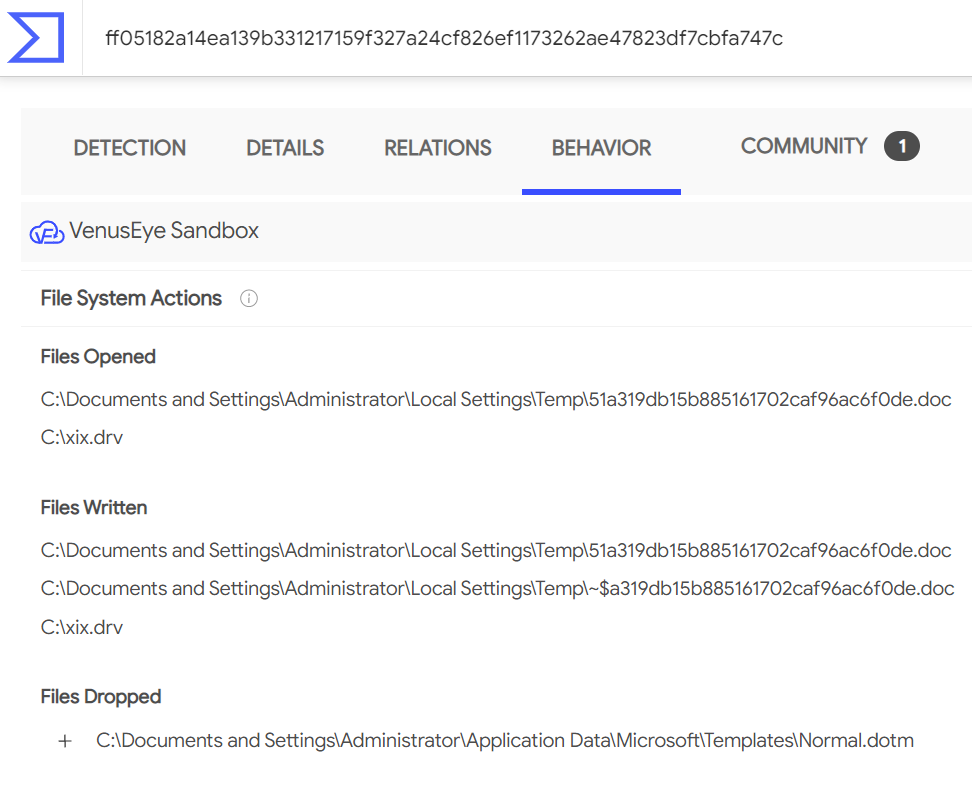 ff05182a14ea139b331217159f327a24cf826ef1173262ae47823df7cbfa747c
DETECTION DETAILS RELATIONS BEHAVIOR COMMUNITY 1
VenusEye Sandbox
File System Actions
Files Opened
C:\Documents and Settings\Administrator\Local Settings\Temp\51a319db15b885161702caf96ac6f0de.doc
C:\xix.drv
Files Written
C:\Documents and Settings\Administrator\Local Settings\Temp\51a319db15b885161702caf96ac6f0de.doc
C:\Documents and Settings\Administrator\Local Settings\Temp\~$a319db15b885161702caf96ac6f0de.doc
C:\xix.drv
Files Dropped
+ C:\Documents and Settings\Administrator\Application Data\Microsoft\Templates\Normal.dotm